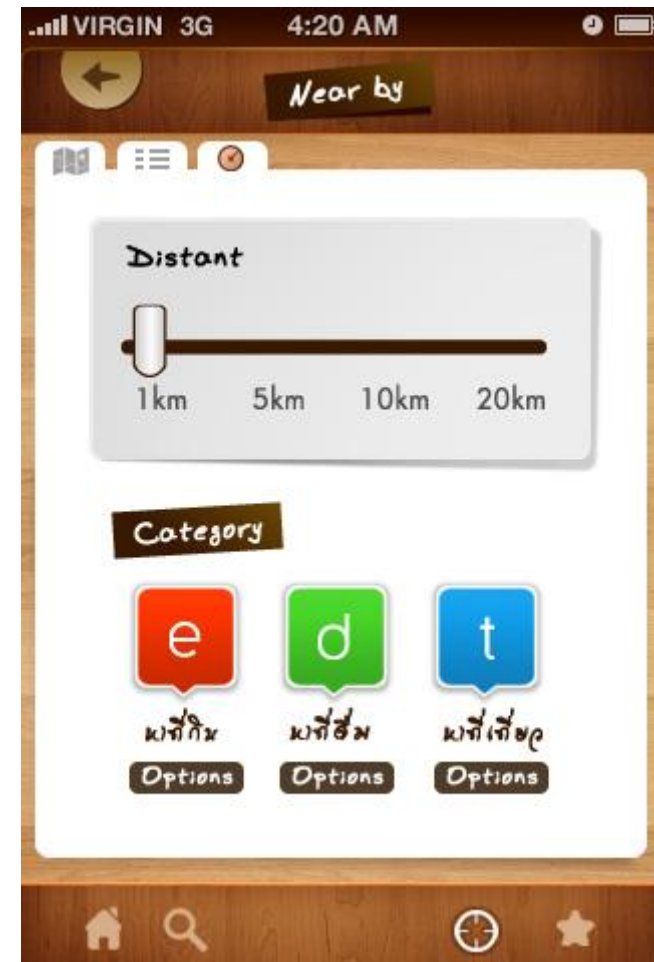 VIRGIN 3G 4:20 AM
Near by
Distant
1km 5km 10km 20km
Category
e d t
หาที่กิน หาที่ดื่ม หาที่เที่ยว
Options Options Options